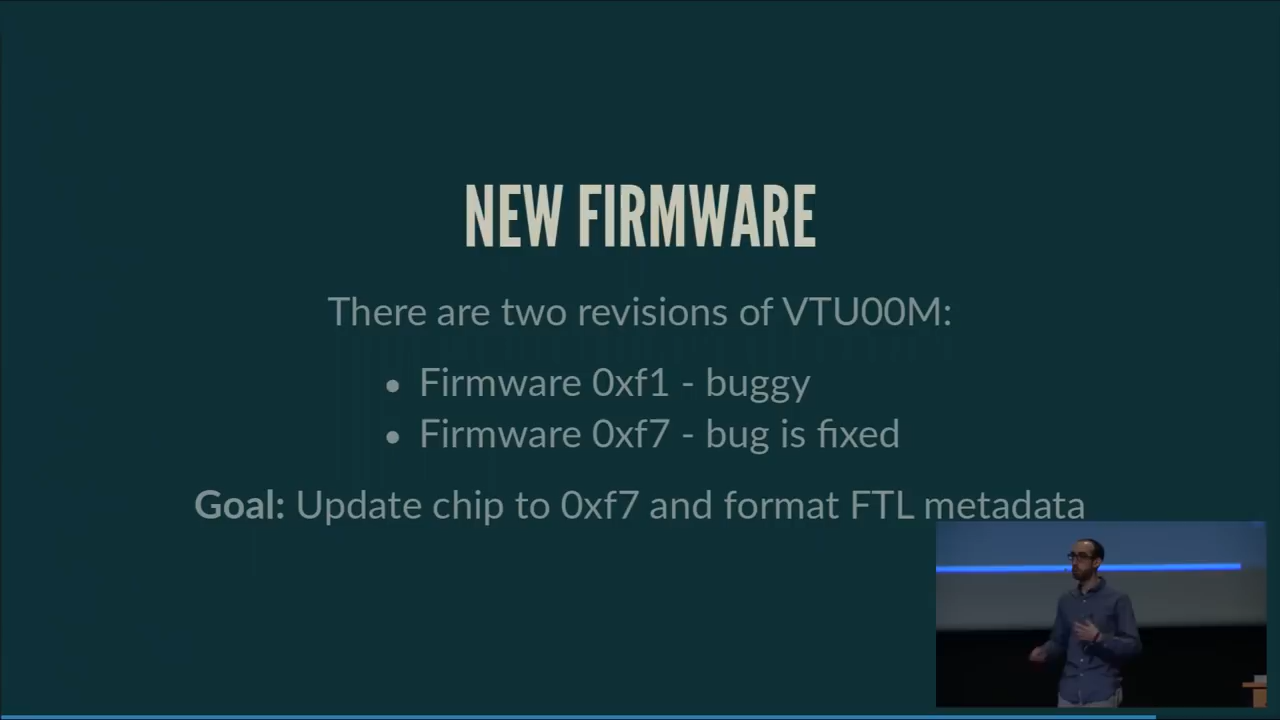 NEW FIRMWARE
There are two revisions of VTU00M:
• Firmware 0xf1 - buggy
• Firmware 0xf7 - bug is fixed
Goal: Update chip to 0xf7 and format FTL metadata